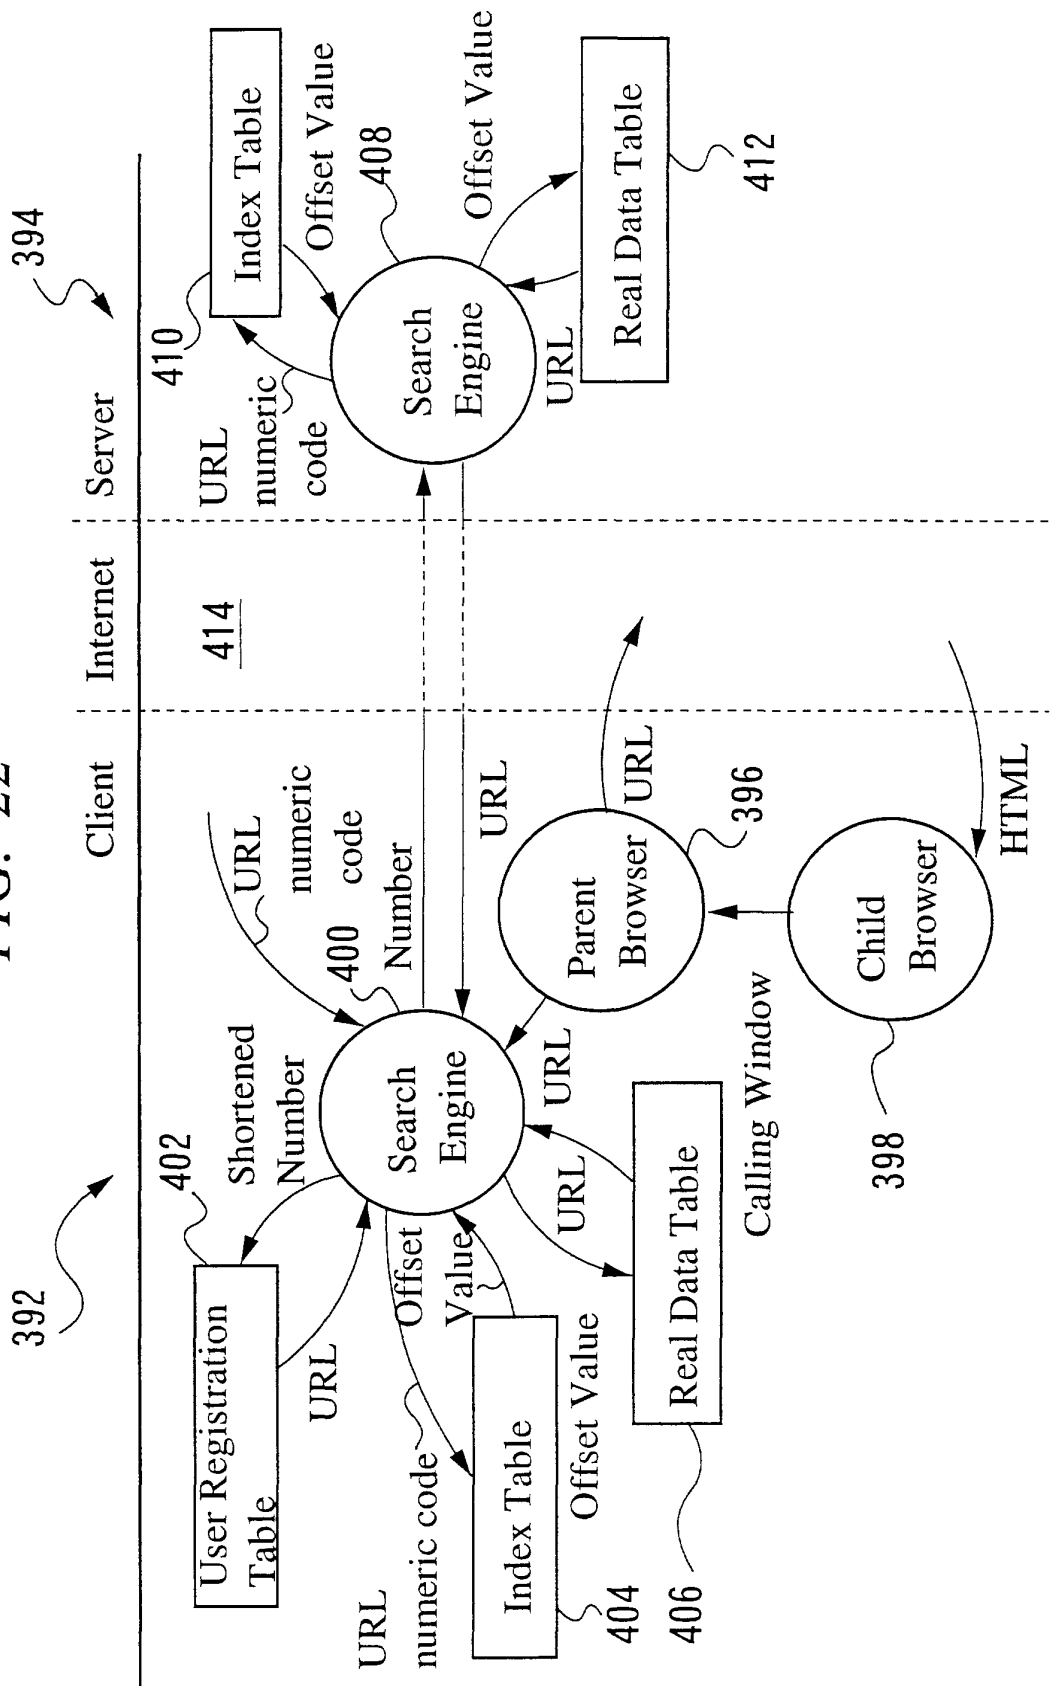 FIG. 22
392
394
Client
Internet
Server
402
User Registration
Table
Shortened
Number
URL
URL
numeric
code
400
Number
414
URL
numeric
code
410
Index Table
Offset Value
408
Search
Engine
Search
Engine
URL
Offset Value
Real Data Table
412
URL
numeric code
Offset
Value
Index Table
404
Offset Value
URL
URL
Real Data Table
406
URL
Parent
Browser
URL
396
Calling Window
Child
Browser
398
HTML